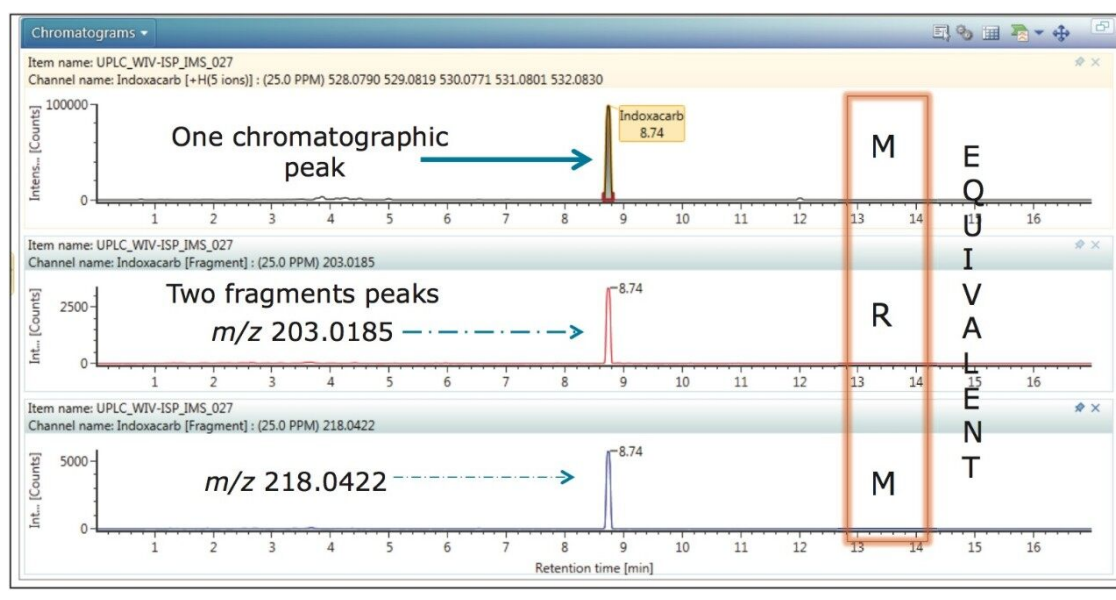 Chromatograms
Item name: UPLC_WIV-ISP_IMS_027
Channel name: Indoxacarb [+H(5 ions)] : (25.0 PPM) 528.0790 529.0819 530.0771 531.0801 532.0830
Intens... [Counts]
100000
0
One chromatographic
peak
Indoxacarb
8.74
1 2 3 4 5 6 7 8 9 10 11 12 13 14 15 16
Item name: UPLC_WIV-ISP_IMS_027
Channel name: Indoxacarb [Fragment] : (25.0 PPM) 203.0185
Int... [Counts]
2500
0
Two fragments peaks
m/z 203.0185
8.74
1 2 3 4 5 6 7 8 9 10 11 12 13 14 15 16
Item name: UPLC_WIV-ISP_IMS_027
Channel name: Indoxacarb [Fragment] : (25.0 PPM) 218.0422
Int... [Counts]
5000
0
m/z 218.0422
8.74
1 2 3 4 5 6 7 8 9 10 11 12 13 14 15 16
Retention time [min]
M
R
M
E
Q
U
I
V
A
L
E
N
T